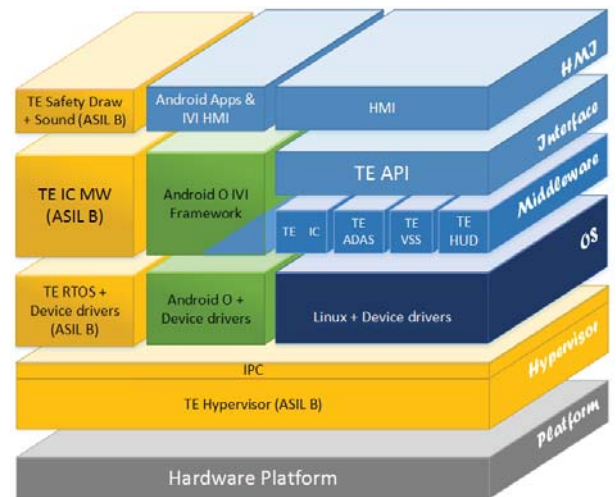 HMI
TE Safety Draw
+ Sound (ASIL B)
Android Apps &
IVI HMI
HMI
Interface
TE IC MW
(ASIL B)
Android O IVI
Framework
TE API
Middleware
TE IC
TE
ADAS
TE
VSS
TE
HUD
OS
TE RTOS +
Device drivers
(ASIL B)
Android O +
Device drivers
Linux + Device drivers
Hypervisor
IPC
TE Hypervisor (ASIL B)
Platform
Hardware Platform